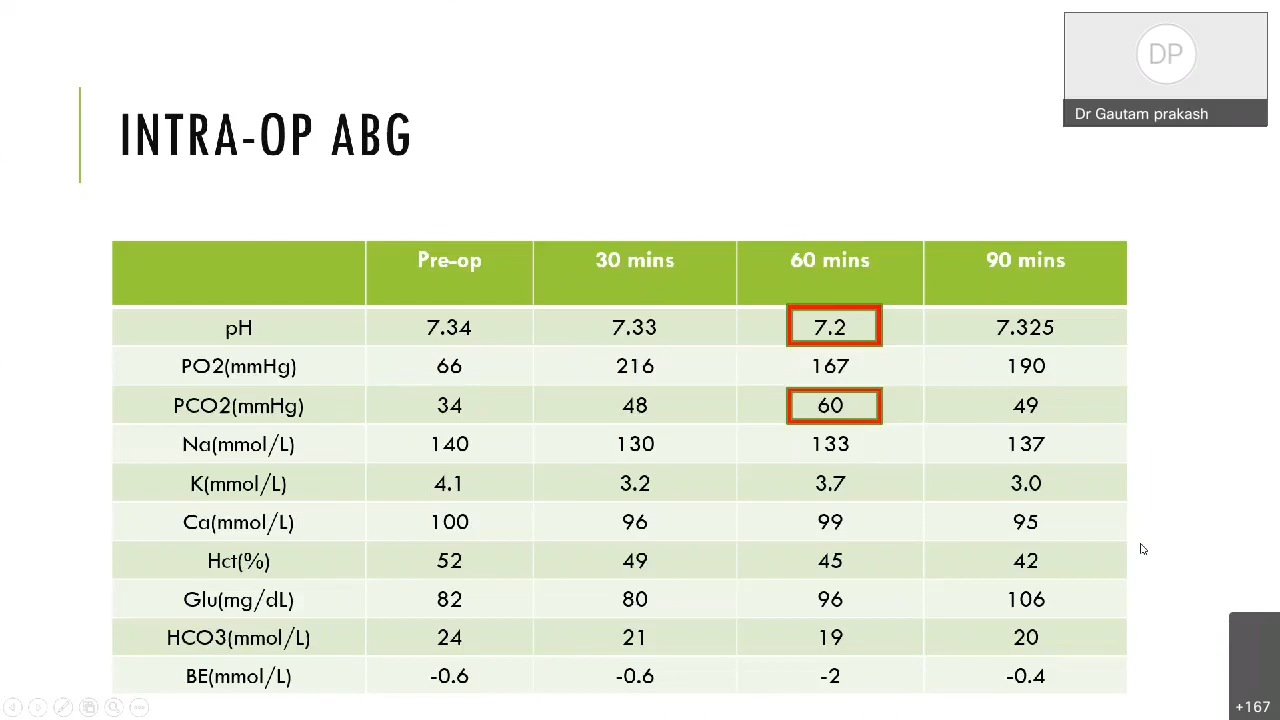 DP
Dr Gautam prakash
INTRA-OP ABG
Pre-op 30 mins 60 mins 90 mins
pH 7.34 7.33 7.2 7.325
PO2(mmHg) 66 216 167 190
PCO2(mmHg) 34 48 60 49
Na(mmol/L) 140 130 133 137
K(mmol/L) 4.1 3.2 3.7 3.0
Ca(mmol/L) 100 96 99 95
Hct(%) 52 49 45 42
Glu(mg/dL) 82 80 96 106
HCO3(mmol/L) 24 21 19 20
BE(mmol/L) -0.6 -0.6 -2 -0.4
+167